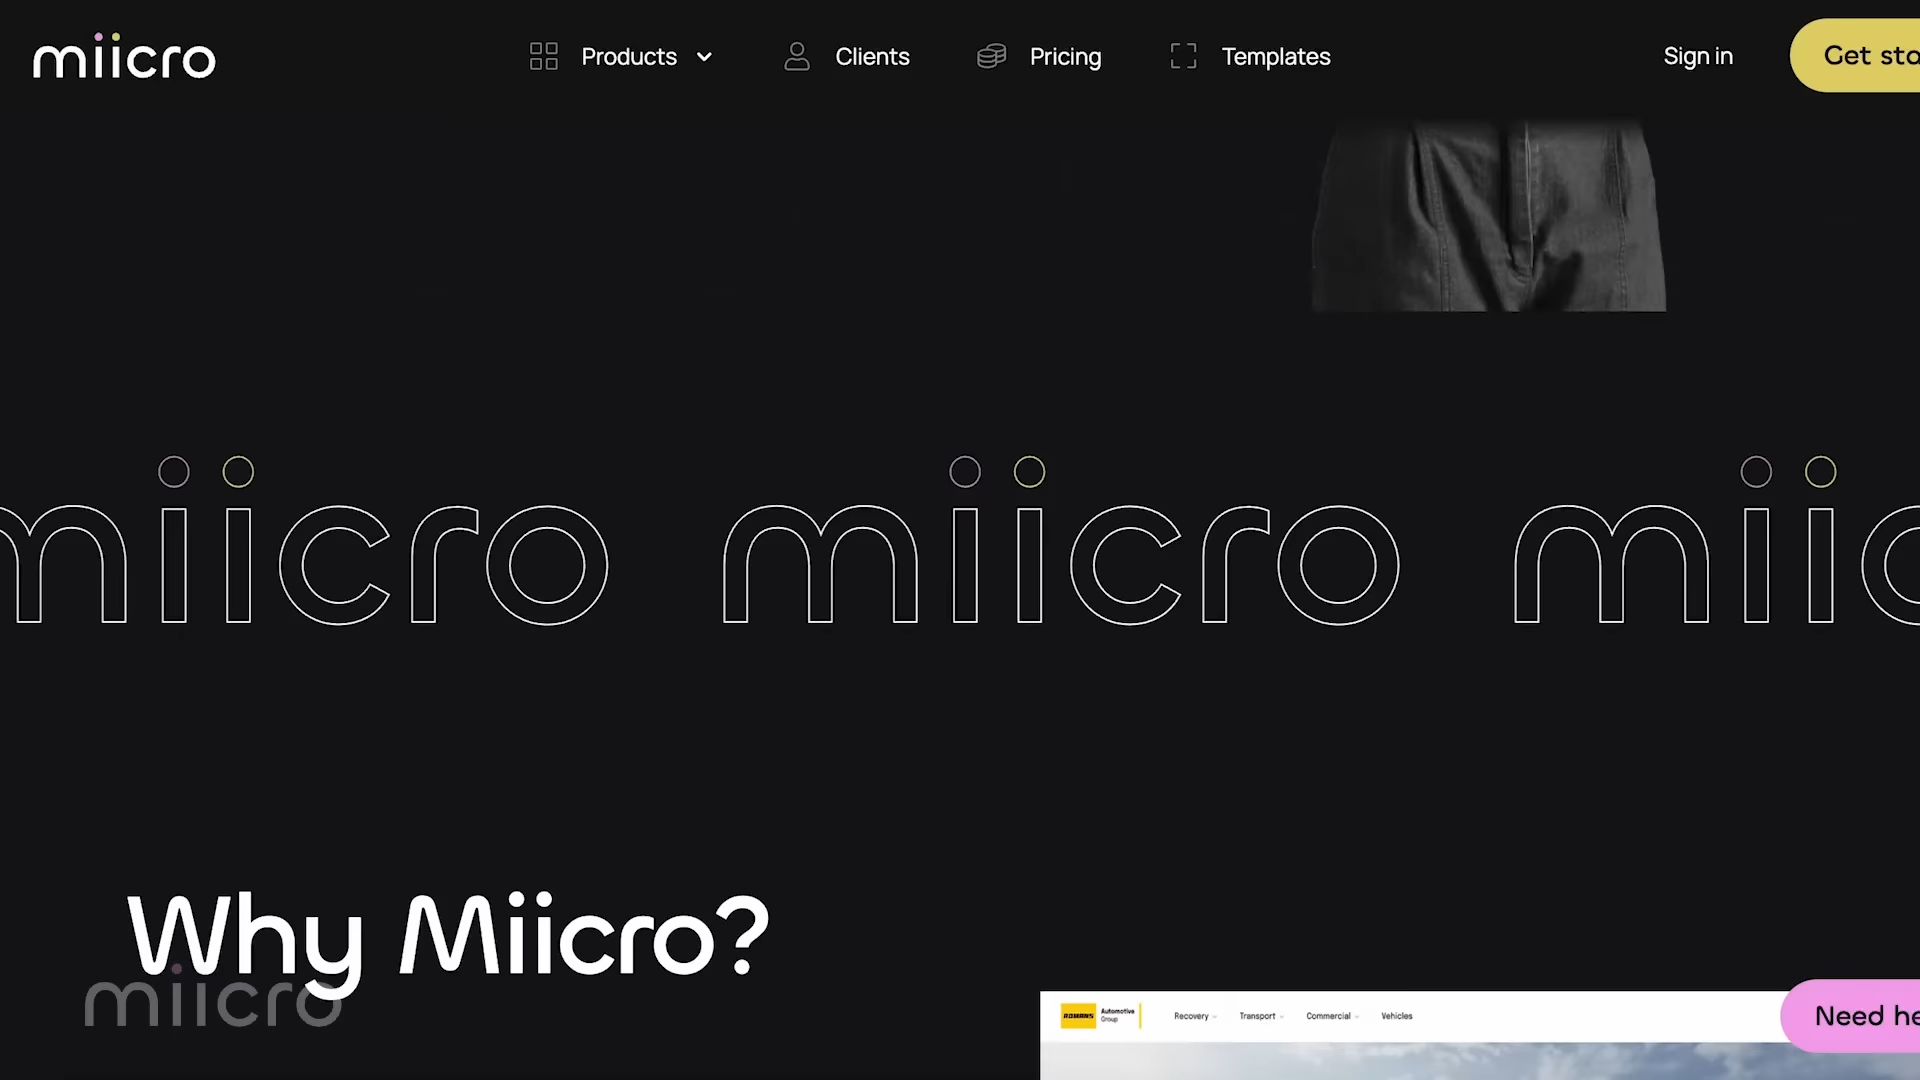 miicro
Products
Clients
Pricing
Templates
Sign in
Get sta
miicro miicro miic
Why Miicro?
miicro
ROMANS Automotive Group
Recovery
Transport
Commercial
Vehicles
Need he